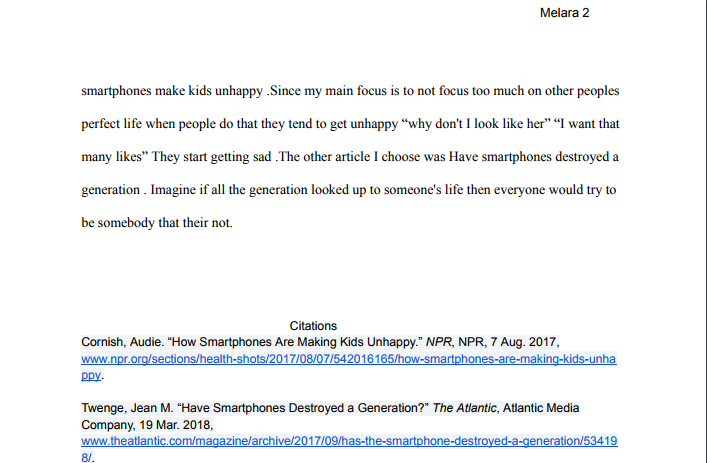 Melara 2
smartphones make kids unhappy .Since my main focus is to not focus too much on other peoples
perfect life when people do that they tend to get unhappy “why don't I look like her” “I want that
many likes” They start getting sad .The other article I choose was Have smartphones destroyed a
generation . Imagine if all the generation looked up to someone's life then everyone would try to
be somebody that their not.
Citations
Cornish, Audie. “How Smartphones Are Making Kids Unhappy.” NPR, NPR, 7 Aug. 2017,
www.npr.org/sections/health-shots/2017/08/07/542016165/how-smartphones-are-making-kids-unha
ppy.
Twenge, Jean M. “Have Smartphones Destroyed a Generation?” The Atlantic, Atlantic Media
Company, 19 Mar. 2018,
www.theatlantic.com/magazine/archive/2017/09/has-the-smartphone-destroyed-a-generation/53419
8/.